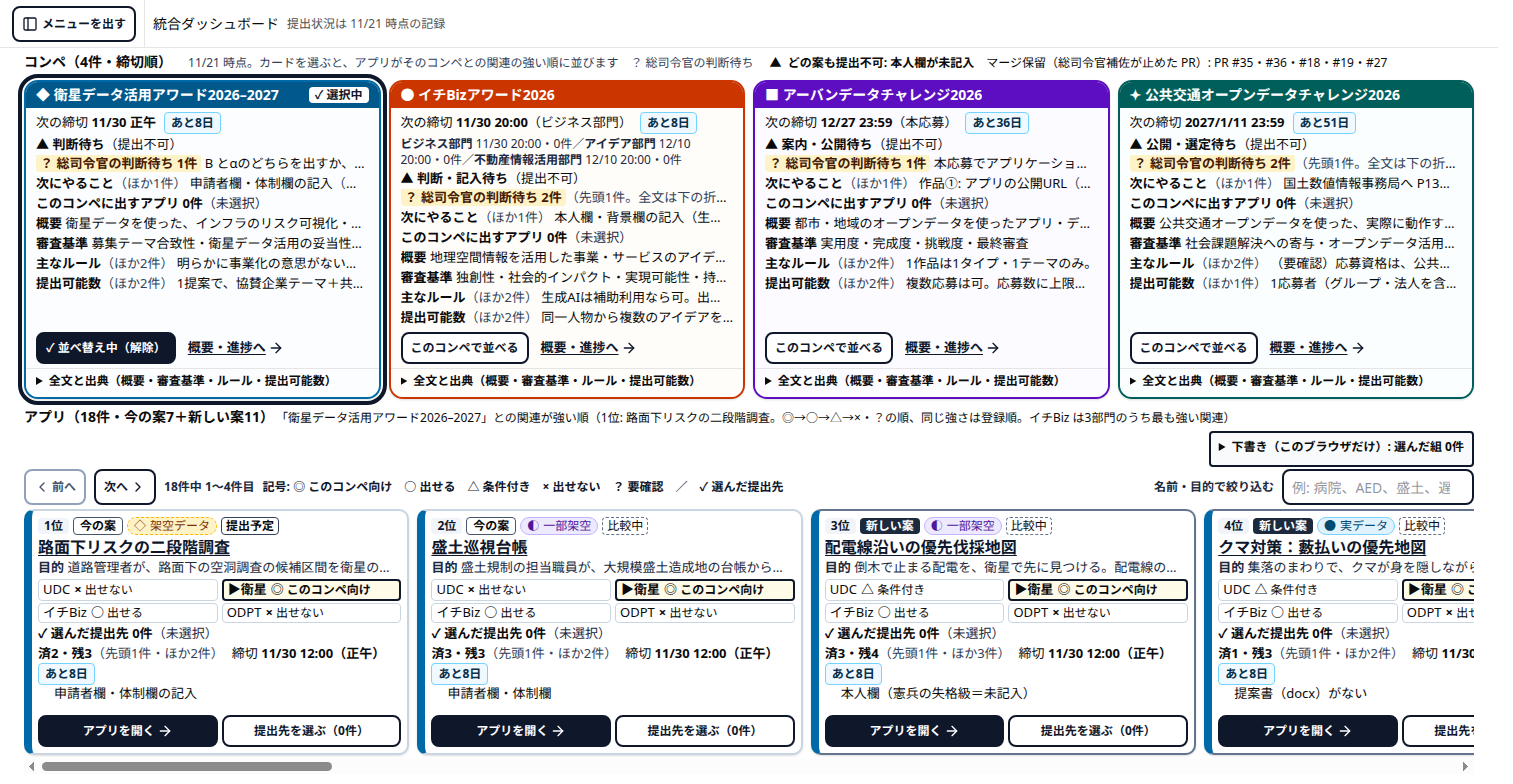 メニューを出す 統合ダッシュボード 提出状況は 11/21 時点の記録
コンペ（4件・締切順） 11/21 時点。カードを選ぶと、アプリがそのコンペとの関連の強い順に並びます ？ 総司令官の判断待ち ▲ どの案も提出不可: 本人欄が未記入 マージ保留（総司令官補佐が止めた PR）: PR #35・#36・#18・#19・#27
◆ 衛星データ活用アワード2026–2027 ✓ 選択中
次の締切 11/30 正午 あと8日
▲ 判断待ち（提出不可）
？ 総司令官の判断待ち 1件 B とαのどちらを出すか、…
次にやること（ほか1件） 申請者欄・体制欄の記入（…
このコンペに出すアプリ 0件（未選択）
概要 衛星データを使った、インフラのリスク可視化・…
審査基準 募集テーマ合致性・衛星データ活用の妥当性…
主なルール（ほか2件） 明らかに事業化の意思がない…
提出可能数（ほか2件） 1提案で、協賛企業テーマ＋共…
✓ 並べ替え中（解除） 概要・進捗へ →
▶ 全文と出典（概要・審査基準・ルール・提出可能数）
● イチBizアワード2026
次の締切 11/30 20:00（ビジネス部門） あと8日
ビジネス部門 11/30 20:00・0件／アイデア部門 12/10
20:00・0件／不動産情報活用部門 12/10 20:00・0件
▲ 判断・記入待ち（提出不可）
？ 総司令官の判断待ち 2件（先頭1件。全文は下の折…
次にやること（ほか1件） 本人欄・背景欄の記入（生…
このコンペに出すアプリ 0件（未選択）
概要 地理空間情報を活用した事業・サービスのアイデ…
審査基準 独創性・社会的インパクト・実現可能性・持…
主なルール（ほか2件） 生成AIは補助利用なら可。出…
提出可能数（ほか2件） 同一人物から複数のアイデアを…
このコンペで並べる 概要・進捗へ →
▶ 全文と出典（概要・審査基準・ルール・提出可能数）
■ アーバンデータチャレンジ2026
次の締切 12/27 23:59（本応募） あと36日
▲ 案内・公開待ち（提出不可）
？ 総司令官の判断待ち 1件 本応募でアプリケーショ…
次にやること（ほか1件） 作品①: アプリの公開URL（…
このコンペに出すアプリ 0件（未選択）
概要 都市・地域のオープンデータを使ったアプリ・デ…
審査基準 実用度・完成度・挑戦度・最終審査
主なルール（ほか2件） 1作品は1タイプ・1テーマのみ。
提出可能数（ほか2件） 複数応募は可。応募数に上限…
このコンペで並べる 概要・進捗へ →
▶ 全文と出典（概要・審査基準・ルール・提出可能数）
✦ 公共交通オープンデータチャレンジ2026
次の締切 2027/1/11 23:59 あと51日
▲ 公開・選定待ち（提出不可）
？ 総司令官の判断待ち 2件（先頭1件。全文は下の折…
次にやること（ほか1件） 国土数値情報事務局へ P13…
このコンペに出すアプリ 0件（未選択）
概要 公共交通オープンデータを使った、実際に動作す…
審査基準 社会課題解決への寄与・オープンデータ活用…
主なルール（ほか2件） （要確認）応募資格は、公共…
提出可能数（ほか1件） 1応募者（グループ・法人を含…
このコンペで並べる 概要・進捗へ →
▶ 全文と出典（概要・審査基準・ルール・提出可能数）
アプリ（18件・今の案7＋新しい案11） 「衛星データ活用アワード2026–2027」との関連が強い順（1位: 路面下リスクの二段階調査。◎→○→△→×・？の順、同じ強さは登録順。イチBiz は3部門のうち最も強い関連）
▶ 下書き（このブラウザだけ）: 選んだ組 0件
＜ 前へ 次へ ＞ 18件中 1〜4件目 記号: ◎ このコンペ向け ○ 出せる △ 条件付き × 出せない ？ 要確認 ／ ✓ 選んだ提出先 名前・目的で絞り込む 例: 病院、AED、盛土、遅
1位 今の案 ◇ 架空データ 提出予定
路面下リスクの二段階調査
目的 道路管理者が、路面下の空洞調査の候補区間を衛星の…
UDC × 出せない ▶衛星 ◎ このコンペ向け
イチBiz ○ 出せる ODPT × 出せない
✓ 選んだ提出先 0件（未選択）
済2・残3（先頭1件・ほか2件） 締切 11/30 12:00（正午）
あと8日
申請者欄・体制欄の記入
アプリを開く → 提出先を選ぶ（0件）
2位 今の案 ◐ 一部架空 比較中
盛土巡視台帳
目的 盛土規制の担当職員が、大規模盛土造成地の台帳から…
UDC × 出せない ▶衛星 ◎ このコンペ向け
イチBiz ○ 出せる ODPT × 出せない
✓ 選んだ提出先 0件（未選択）
済3・残3（先頭1件・ほか2件） 締切 11/30 12:00（正午）
あと8日
申請者欄・体制欄
アプリを開く → 提出先を選ぶ（0件）
3位 新しい案 ◐ 一部架空 比較中
配電線沿いの優先伐採地図
目的 倒木で止まる配電を、衛星で先に見つける。配電線の…
UDC △ 条件付き ▶衛星 ◎ このコンペ向け
イチBiz ○ 出せる ODPT × 出せない
✓ 選んだ提出先 0件（未選択）
済3・残4（先頭1件・ほか3件） 締切 11/30 12:00（正午）
あと8日
本人欄（憲兵の失格級＝未記入）
アプリを開く → 提出先を選ぶ（0件）
4位 新しい案 ● 実データ 比較中
クマ対策：藪払いの優先地図
目的 集落のまわりで、クマが身を隠しながら
UDC △ 条件付き ▶衛星 ◎ こ
イチBiz ○ 出せる ODPT × 出せ
✓ 選んだ提出先 0件（未選択）
済1・残3（先頭1件・ほか2件） 締切 11/30
あと8日
提案書（docx）がない
アプリを開く → 提出先